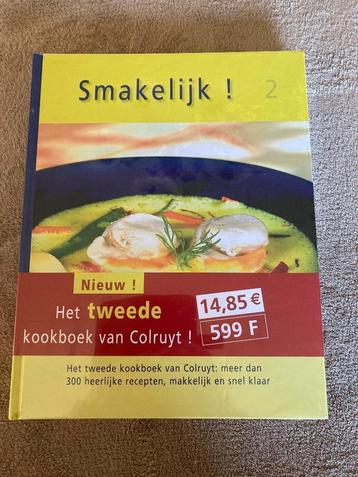 Smakelijk ! 2
Nieuw !
Het tweede
kookboek van Colruyt !
14,85 €
599 F
Het tweede kookboek van Colruyt: meer dan
300 heerlijke recepten, makkelijk en snel klaar